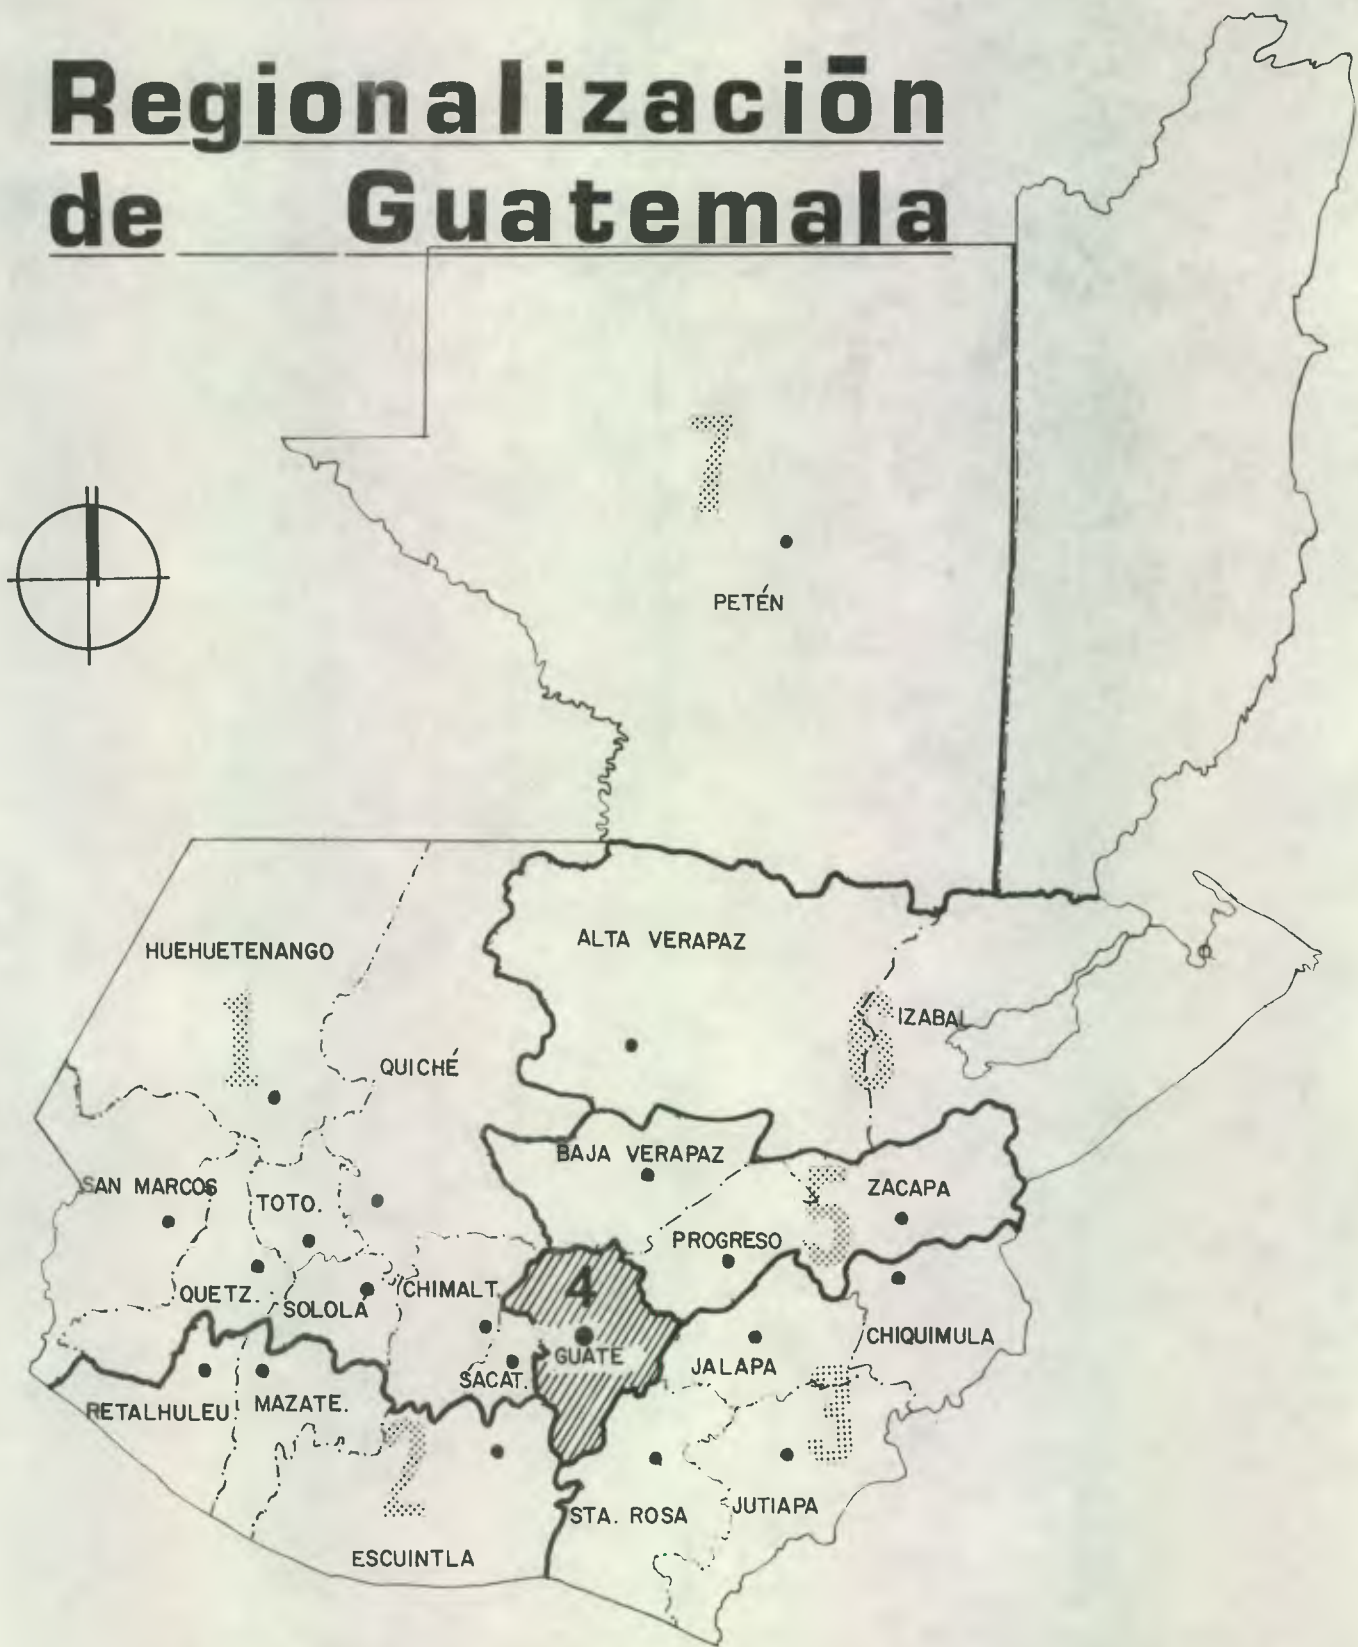 Regionalización
de Guatemala
7
PETÉN
HUEHUETENANGO
ALTA VERAPAZ
1
6
IZABAL
QUICHÉ
BAJA VERAPAZ
SAN MARCOS
TOTO.
5
ZACAPA
PROGRESO
QUETZ.
SOLOLÁ
CHIMALT.
4
GUATE
CHIQUIMULA
JALAPA
SACAT.
RETALHULEU
MAZATE.
3
2
STA. ROSA
JUTIAPA
ESCUINTLA